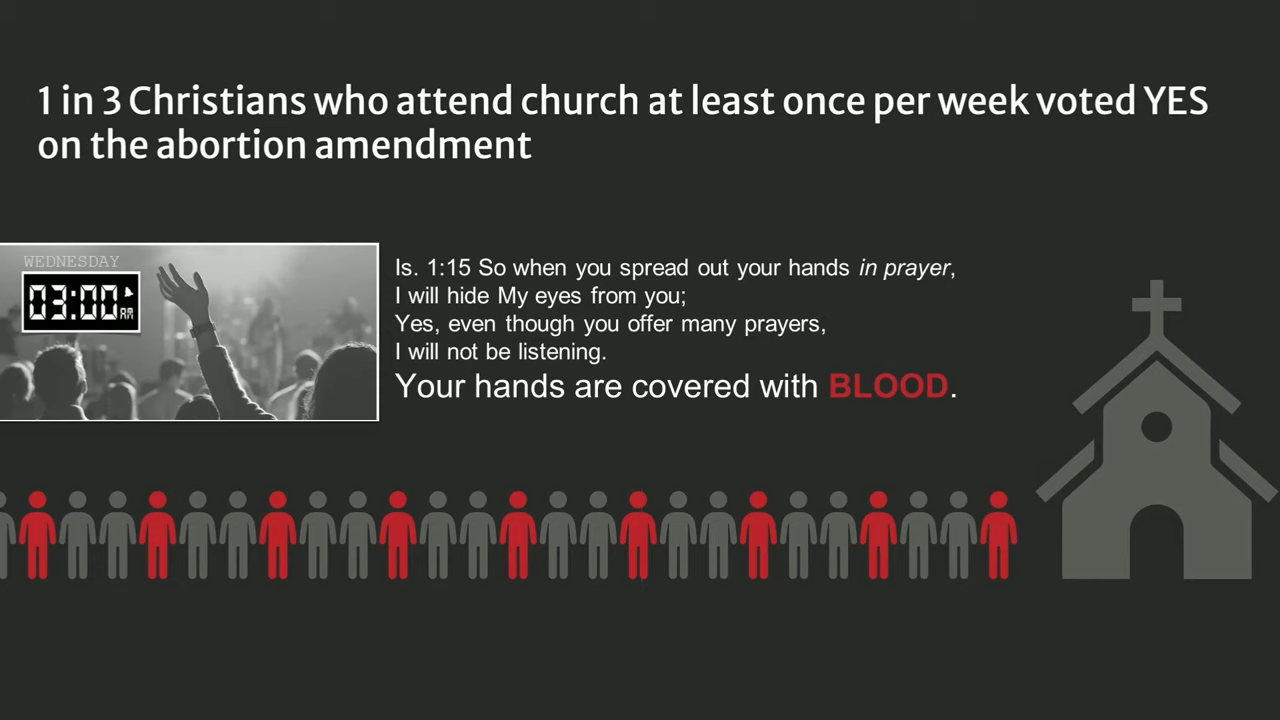 1 in 3 Christians who attend church at least once per week voted YES
on the abortion amendment
WEDNESDAY
03:00 AM
Is. 1:15 So when you spread out your hands in prayer,
I will hide My eyes from you;
Yes, even though you offer many prayers,
I will not be listening.
Your hands are covered with BLOOD.